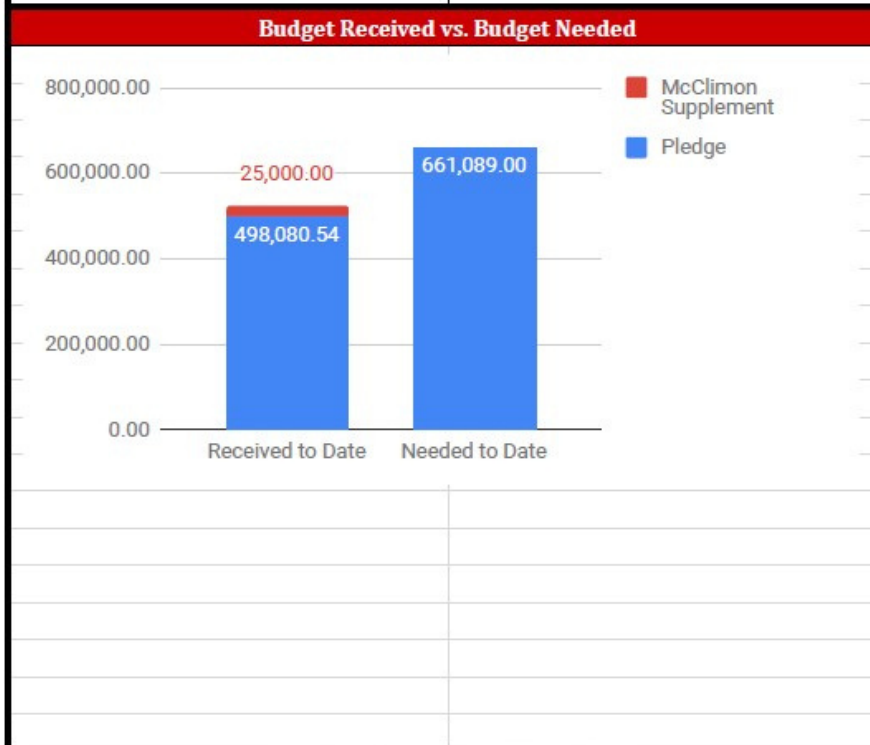 Budget Received vs. Budget Needed
800,000.00
600,000.00
400,000.00
200,000.00
0.00
25,000.00
498,080.54
661,089.00
Received to Date
Needed to Date
McClimon
Supplement
Pledge